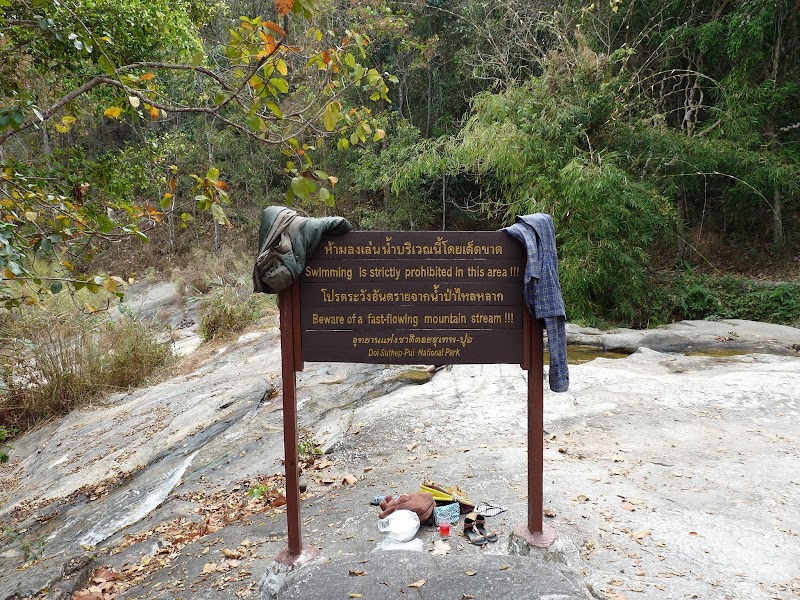 ห้ามลงเล่นน้ำบริเวณนี้โดยเด็ดขาด
Swimming is strictly prohibited in this area !!!
โปรดระวังอันตรายจากน้ำป่าไหลหลาก
Beware of a fast-flowing mountain stream !!!
อุทยานแห่งชาติดอยสุเทพ-ปุย
Doi Suthep-Pui National Park